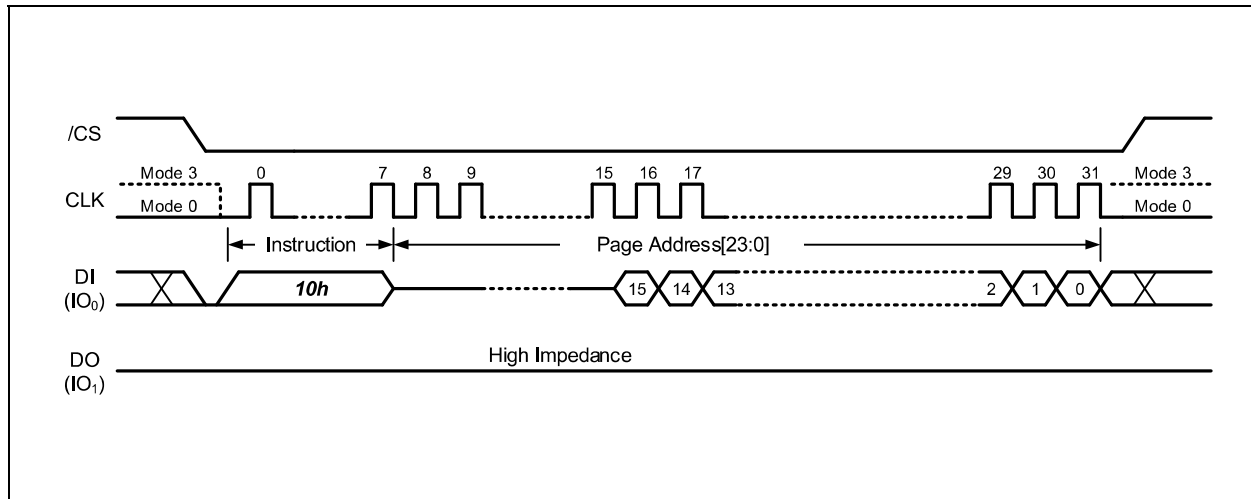 /CS
Mode 3 0 7 8 9 15 16 17 29 30 31 Mode 3
CLK
Mode 0 Mode 0
Instruction Page Address[23:0]
DI
(IO₀)
10h 15 14 13 2 1 0
High Impedance
DO
(IO₁)